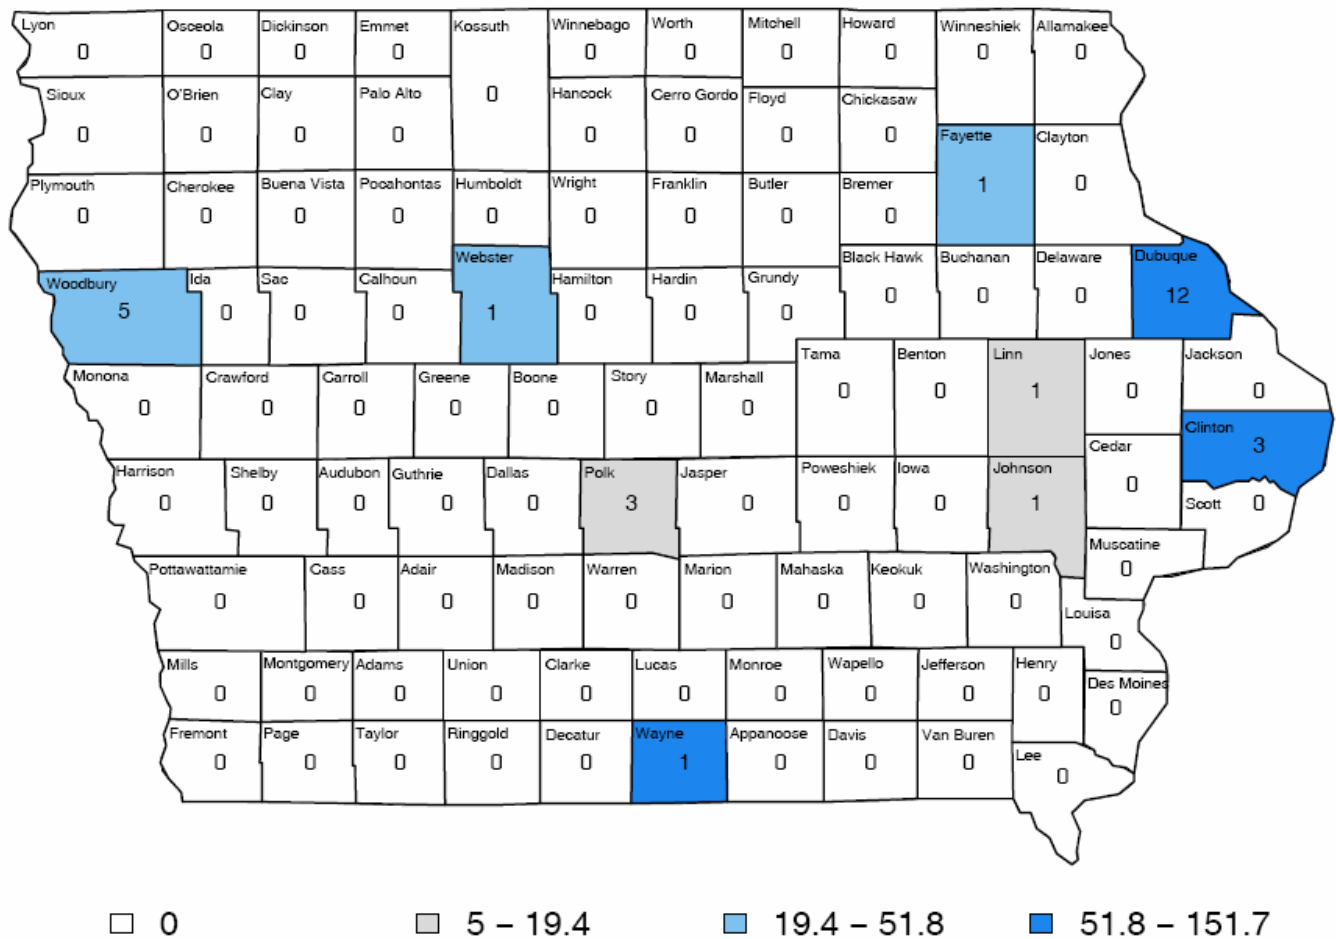 Lyon Osceola Dickinson Emmet Kossuth Winnebago Worth Mitchell Howard Winneshiek Allamakee
0 0 0 0 0 0 0 0 0 0 0
Sioux O'Brien Clay Palo Alto Hancock Cerro Gordo Floyd Chickasaw
0 0 0 0 0 0 0 0
Fayette Clayton
1 0
Plymouth Cherokee Buena Vista Pocahontas Humboldt Wright Franklin Butler Bremer
0 0 0 0 0 0 0 0 0
Black Hawk Buchanan Delaware Dubuque
0 0 0 12
Woodbury Ida Sac Calhoun Webster Hamilton Hardin Grundy
5 0 0 0 1 0 0 0
Tama Benton Linn Jones Jackson
0 0 1 0 0
Monona Crawford Carroll Greene Boone Story Marshall
0 0 0 0 0 0 0
Clinton 3
Cedar
0
Harrison Shelby Audubon Guthrie Dallas Polk Jasper Poweshiek Iowa Johnson
0 0 0 0 0 3 0 0 0 1
Scott 0
Muscatine
0
Pottawattamie Cass Adair Madison Warren Marion Mahaska Keokuk Washington
0 0 0 0 0 0 0 0 0
Louisa
0
Mills Montgomery Adams Union Clarke Lucas Monroe Wapello Jefferson Henry
0 0 0 0 0 0 0 0 0 0
Des Moines
0
Fremont Page Taylor Ringgold Decatur Wayne Appanoose Davis Van Buren
0 0 0 0 0 1 0 0 0
Lee
0
0 5 – 19.4 19.4 – 51.8 51.8 – 151.7